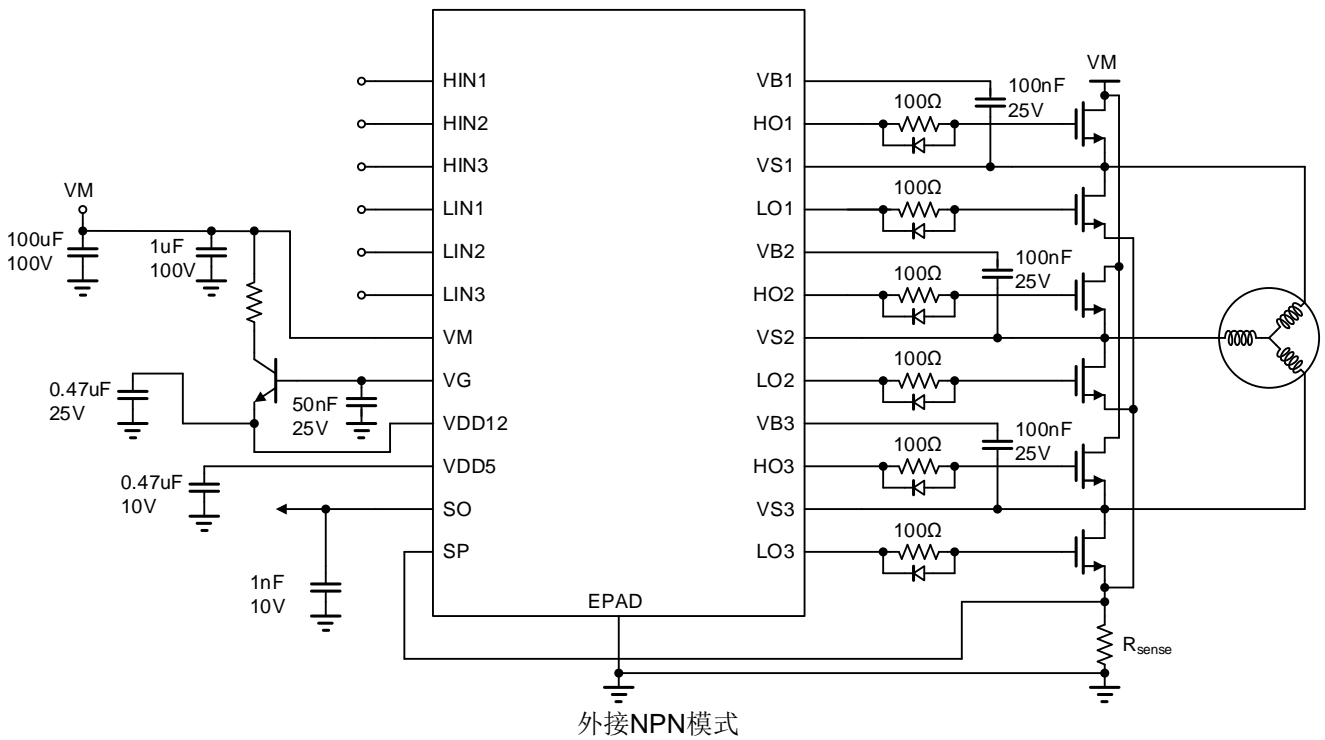 VM
100uF
100V
1uF
100V
0.47uF
25V
50nF
25V
0.47uF
10V
1nF
10V
HIN1
HIN2
HIN3
LIN1
LIN2
LIN3
VM
VG
VDD12
VDD5
SO
SP
EPAD
VB1
HO1
VS1
LO1
VB2
HO2
VS2
LO2
VB3
HO3
VS3
LO3
100Ω
100Ω
100Ω
100Ω
100Ω
100Ω
100nF
25V
100nF
25V
100nF
25V
VM
Rsense
外接NPN模式